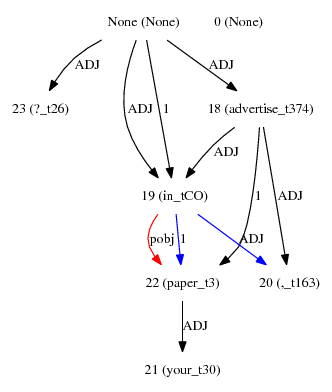 None (None) 0 (None)
ADJ ADJ
23 (?_t26) ADJ 1 18 (advertise_t374)
ADJ
19 (in_tCO) 1 ADJ
pobj 1 ADJ
22 (paper_t3) 20 (,_t163)
ADJ
21 (your_t30)